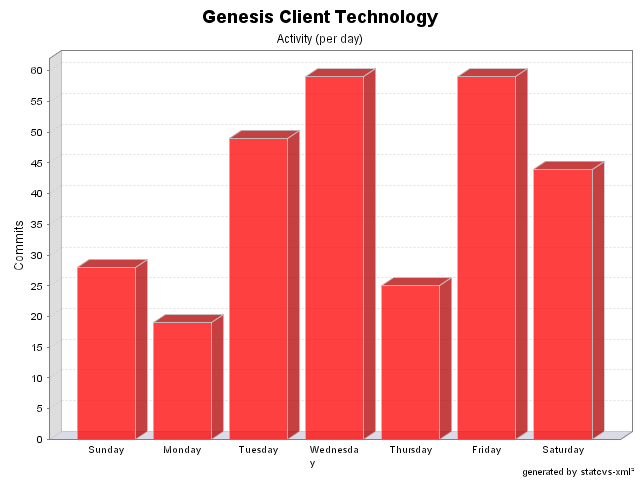 Genesis Client Technology
Activity (per day)
Commits
60
55
50
45
40
35
30
25
20
15
10
5
0
Sunday
Monday
Tuesday
Wednesda
y
Thursday
Friday
Saturday
generated by statcvs-xml²